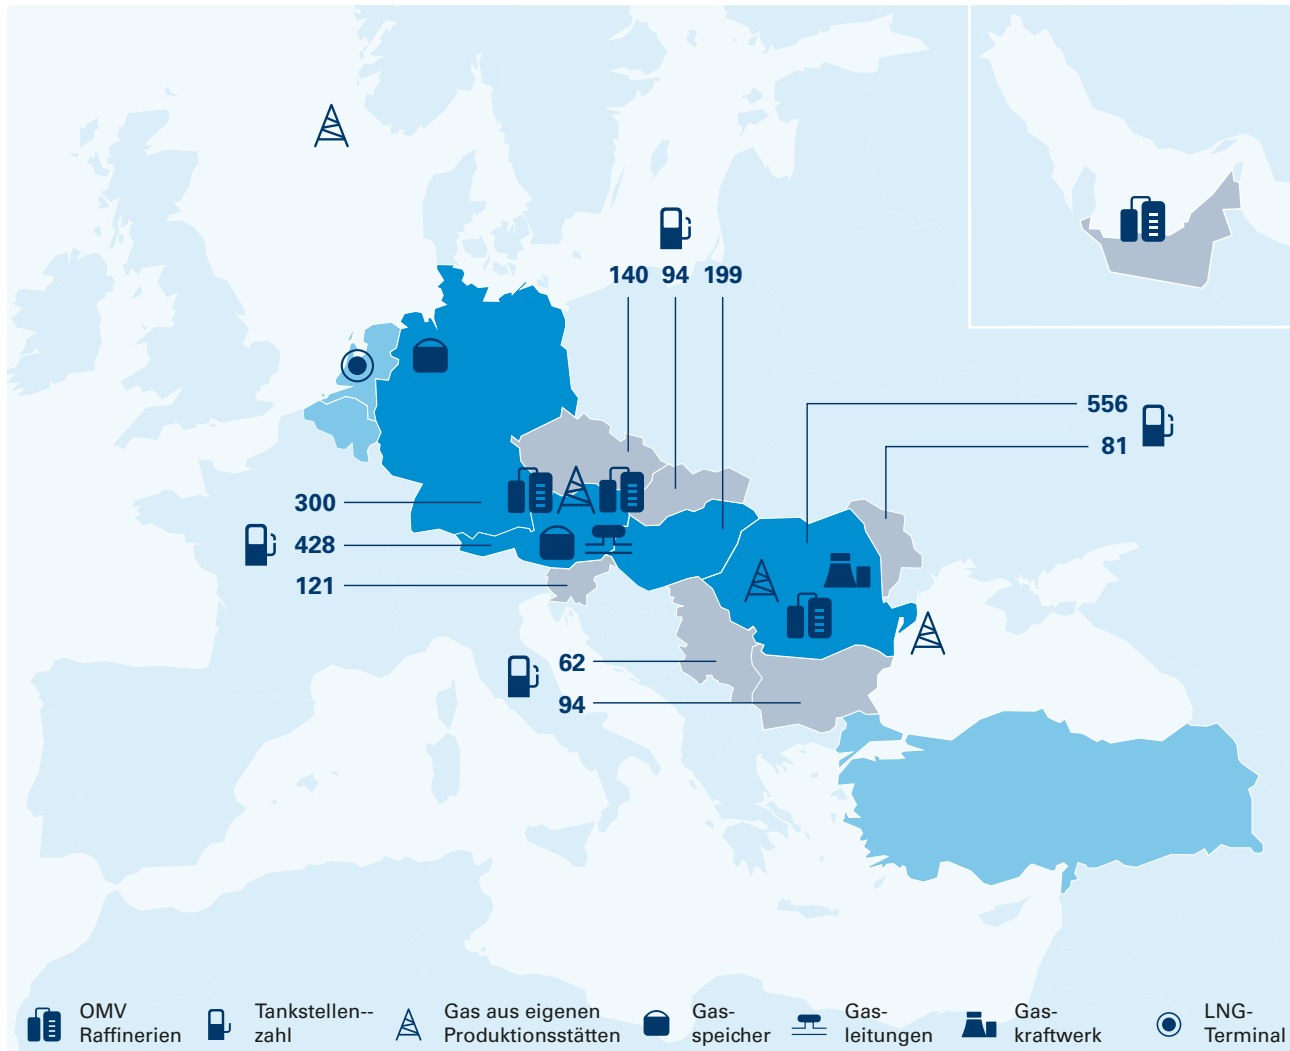 140 94 199
556
81
300
428
121
62
94
OMV
Raffinerien
Tankstellen--
zahl
Gas aus eigenen
Produktionsstätten
Gas-
speicher
Gas-
leitungen
Gas-
kraftwerk
LNG-
Terminal